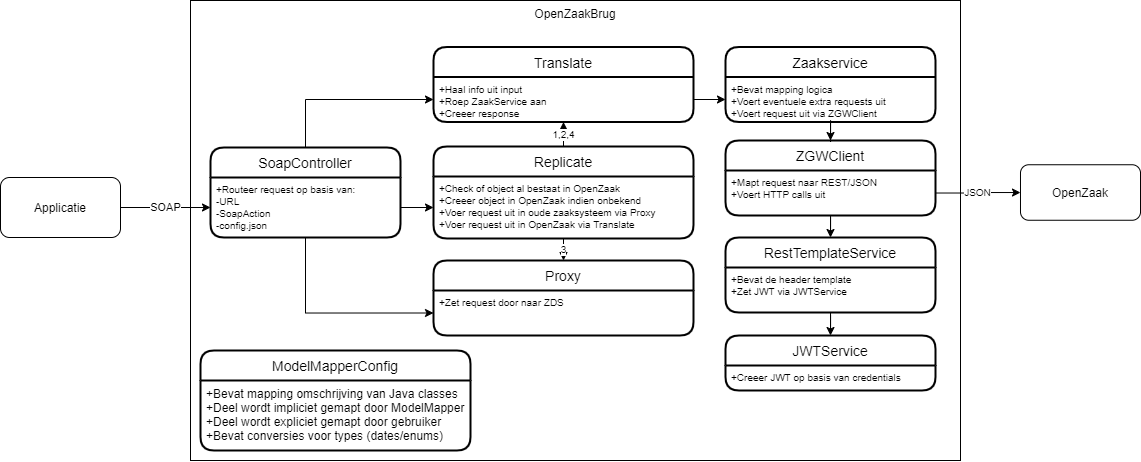 OpenZaakBrug
Applicatie
SOAP
SoapController
+Routeer request op basis van:
-URL
-SoapAction
-config.json
Translate
+Haal info uit input
+Roep ZaakService aan
+Creeer response
1,2,4
Replicate
+Check of object al bestaat in OpenZaak
+Creeer object in OpenZaak indien onbekend
+Voer request uit in oude zaaksysteem via Proxy
+Voer request uit in OpenZaak via Translate
3,
Proxy
+Zet request door naar ZDS
Zaakservice
+Bevat mapping logica
+Voert eventuele extra requests uit
+Voert request uit via ZGWClient
ZGWClient
+Mapt request naar REST/JSON
+Voert HTTP calls uit
RestTemplateService
+Bevat de header template
+Zet JWT via JWTService
JWTService
+Creeer JWT op basis van credentials
JSON
OpenZaak
ModelMapperConfig
+Bevat mapping omschrijving van Java classes
+Deel wordt impliciet gemapt door ModelMapper
+Deel wordt expliciet gemapt door gebruiker
+Bevat conversies voor types (dates/enums)